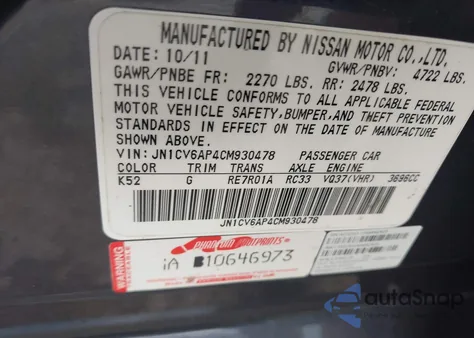 MANUFACTURED BY NISSAN MOTOR CO.,LTD.
DATE: 10/11 GVWR/PNBV: 4722 LBS.
GAWR/PNBE FR: 2270 LBS. RR: 2478 LBS.
THIS VEHICLE CONFORMS TO ALL APPLICABLE FEDERAL
MOTOR VEHICLE SAFETY,BUMPER,AND THEFT PREVENTION
STANDARDS IN EFFECT ON THE DATE OF MANUFACTURE
SHOWN ABOVE.
VIN: JN1CV6AP4CM930478 PASSENGER CAR
COLOR TRIM TRANS AXLE ENGINE
K52 G RE7R01A RC33 VQ37(VHR) 3696CC
JN1CV6AP4CM930478
WARNING
PHANTOM FOOTPRINTS
iA B10646973
autoSnap